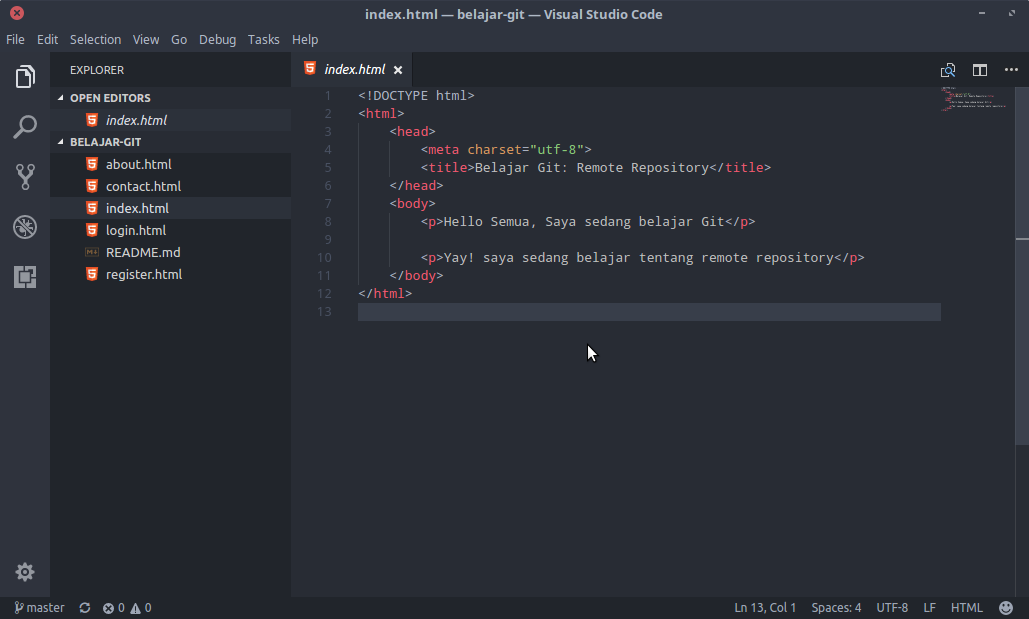 index.html — belajar-git — Visual Studio Code
File Edit Selection View Go Debug Tasks Help
EXPLORER
OPEN EDITORS
index.html
BELAJAR-GIT
about.html
contact.html
index.html
login.html
README.md
register.html
index.html
1 <!DOCTYPE html>
2 <html>
3 <head>
4 <meta charset="utf-8">
5 <title>Belajar Git: Remote Repository</title>
6 </head>
7 <body>
8 <p>Hello Semua, Saya sedang belajar Git</p>
9
10 <p>Yay! saya sedang belajar tentang remote repository</p>
11 </body>
12 </html>
13
master 0 0 Ln 13, Col 1 Spaces: 4 UTF-8 LF HTML